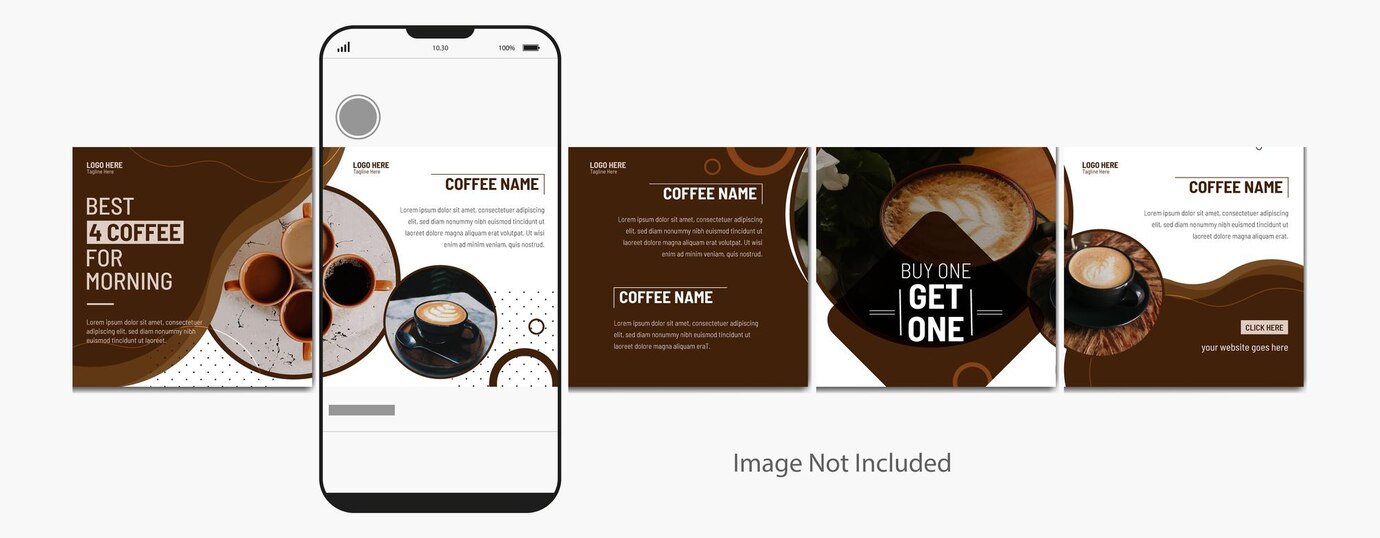 10.30
100%
LOGO HERE
Tagline Here
BEST
4 COFFEE
FOR
MORNING
Lorem ipsum dolor sit amet, consectetuer
adipiscing elit, sed diam nonummy nibh
euismod tincidunt ut laoreet.
LOGO HERE
Tagline Here
COFFEE NAME
Lorem ipsum dolor sit amet, consectetuer adipiscing
elit, sed diam nonummy nibh euismod tincidunt ut
laoreet dolore magna aliquam erat volutpat. Ut wisi
enim ad minim veniam, quis nostrud.
LOGO HERE
Tagline Here
COFFEE NAME
Lorem ipsum dolor sit amet, consectetuer adipiscing
elit, sed diam nonummy nibh euismod tincidunt ut
laoreet dolore magna aliquam erat volutpat. Ut wisi
enim ad minim veniam, quis nostrud.
COFFEE NAME
Lorem ipsum dolor sit amet, consectetuer adipiscing
elit, sed diam nonummy nibh euismod tincidunt ut
laoreet dolore magna aliquam eraT.
BUY ONE
GET
ONE
LOGO HERE
Tagline Here
COFFEE NAME
Lorem ipsum dolor sit amet, consectetuer adipiscing
elit, sed diam nonummy nibh euismod tincidunt ut
laoreet dolore magna aliquam erat.
CLICK HERE
your website goes here
Image Not Included